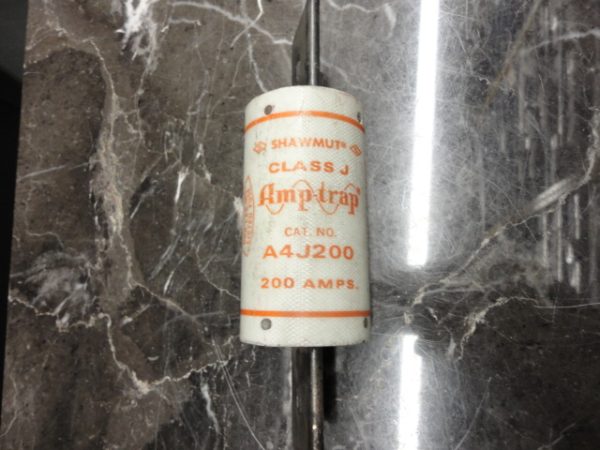 SHAWMUT®
CLASS J
Amp-trap®
CAT. NO.
A4J200
200 AMPS.